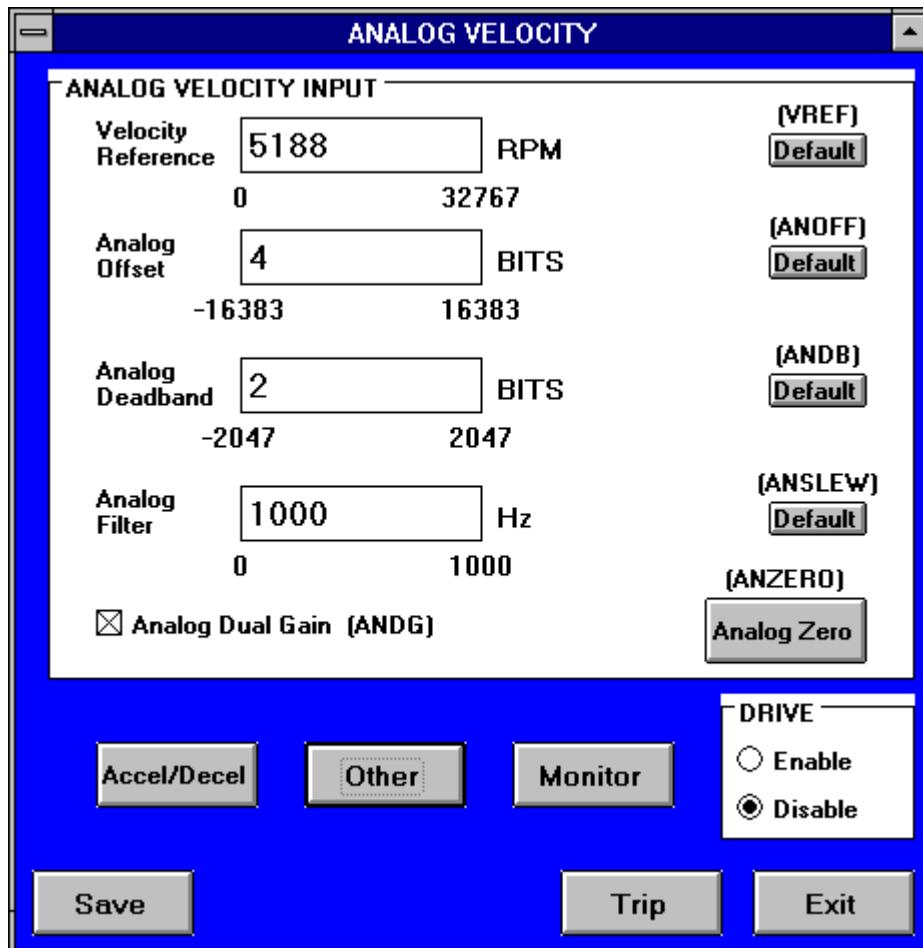 ANALOG VELOCITY
ANALOG VELOCITY INPUT
Velocity
Reference
5188
RPM
(VREF)
Default
0
32767
Analog
Offset
4
BITS
(ANOFF)
Default
-16383
16383
Analog
Deadband
2
BITS
(ANDB)
Default
-2047
2047
Analog
Filter
1000
Hz
(ANSLEW)
Default
0
1000
(ANZERO)
Analog Zero
Analog Dual Gain (ANDG)
DRIVE
Enable
Disable
Accel/Decel
Other
Monitor
Save
Trip
Exit